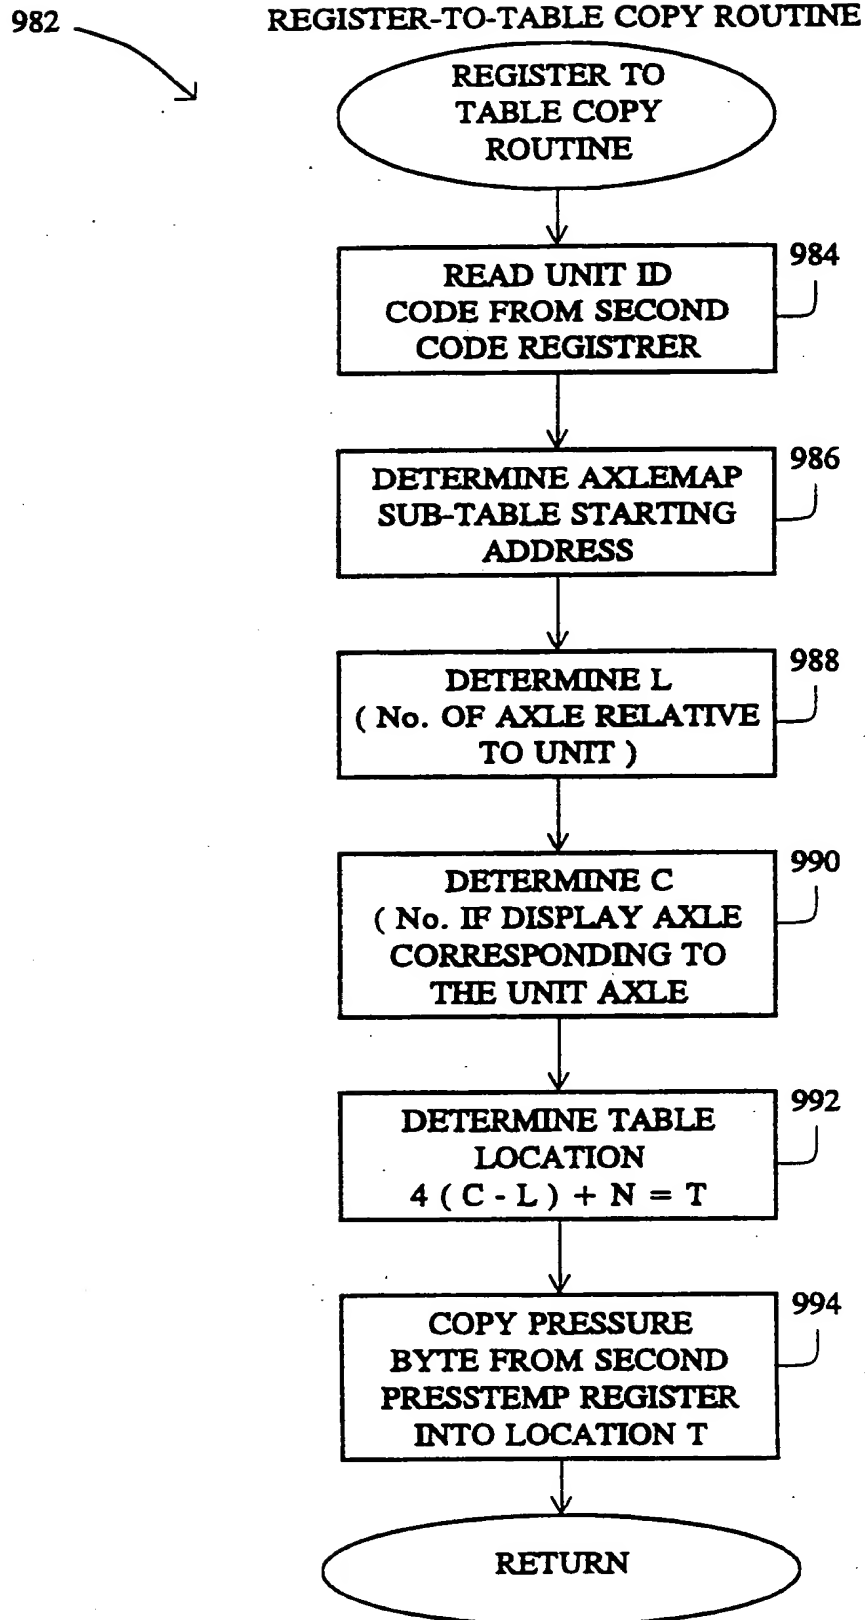 982
REGISTER-TO-TABLE COPY ROUTINE
REGISTER TO
TABLE COPY
ROUTINE
984
READ UNIT ID
CODE FROM SECOND
CODE REGISTRER
986
DETERMINE AXLEMAP
SUB-TABLE STARTING
ADDRESS
988
DETERMINE L
( No. OF AXLE RELATIVE
TO UNIT )
990
DETERMINE C
( No. IF DISPLAY AXLE
CORRESPONDING TO
THE UNIT AXLE
992
DETERMINE TABLE
LOCATION
4 ( C - L ) + N = T
994
COPY PRESSURE
BYTE FROM SECOND
PRESSTEMP REGISTER
INTO LOCATION T
RETURN